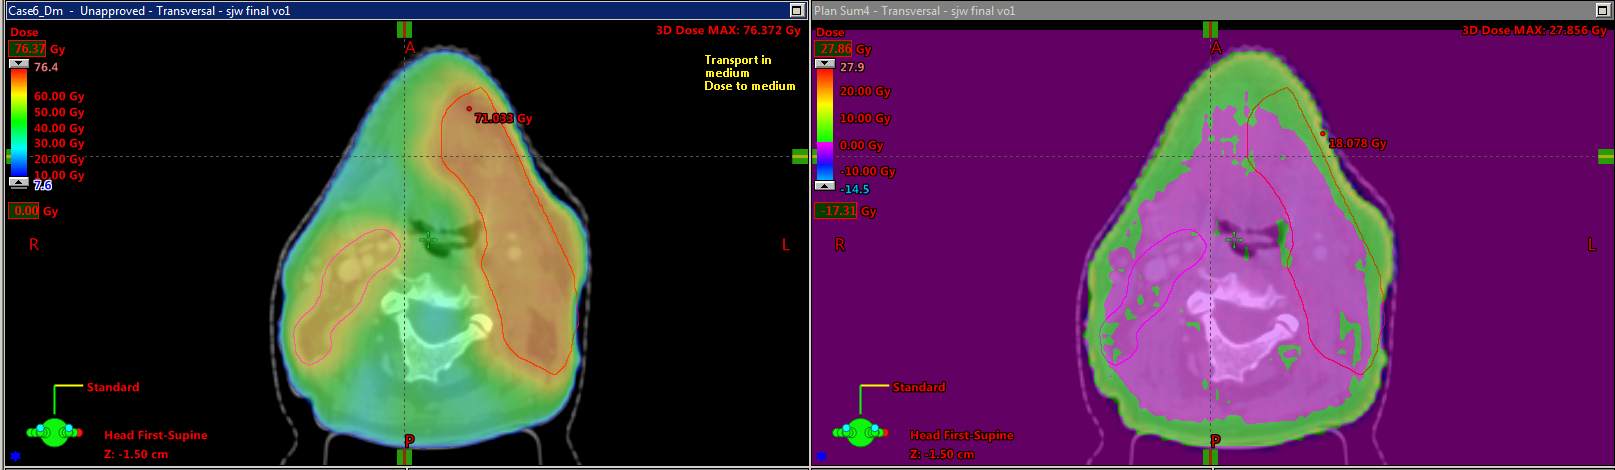 Case6_Dm - Unapproved - Transversal - sjw final vo1
Dose
76.37 Gy
76.4
60.00 Gy
50.00 Gy
40.00 Gy
30.00 Gy
20.00 Gy
10.00 Gy
7.6
0.00 Gy
3D Dose MAX: 76.372 Gy
A
Transport in
medium
Dose to medium
71.033 Gy
R
L
Standard
Head First-Supine
Z: -1.50 cm
P
Plan Sum4 - Transversal - sjw final vo1
Dose
27.86 Gy
27.9
20.00 Gy
10.00 Gy
0.00 Gy
-10.00 Gy
-14.5
-17.31 Gy
3D Dose MAX: 27.856 Gy
A
18.078 Gy
R
L
Standard
Head First-Supine
Z: -1.50 cm
P